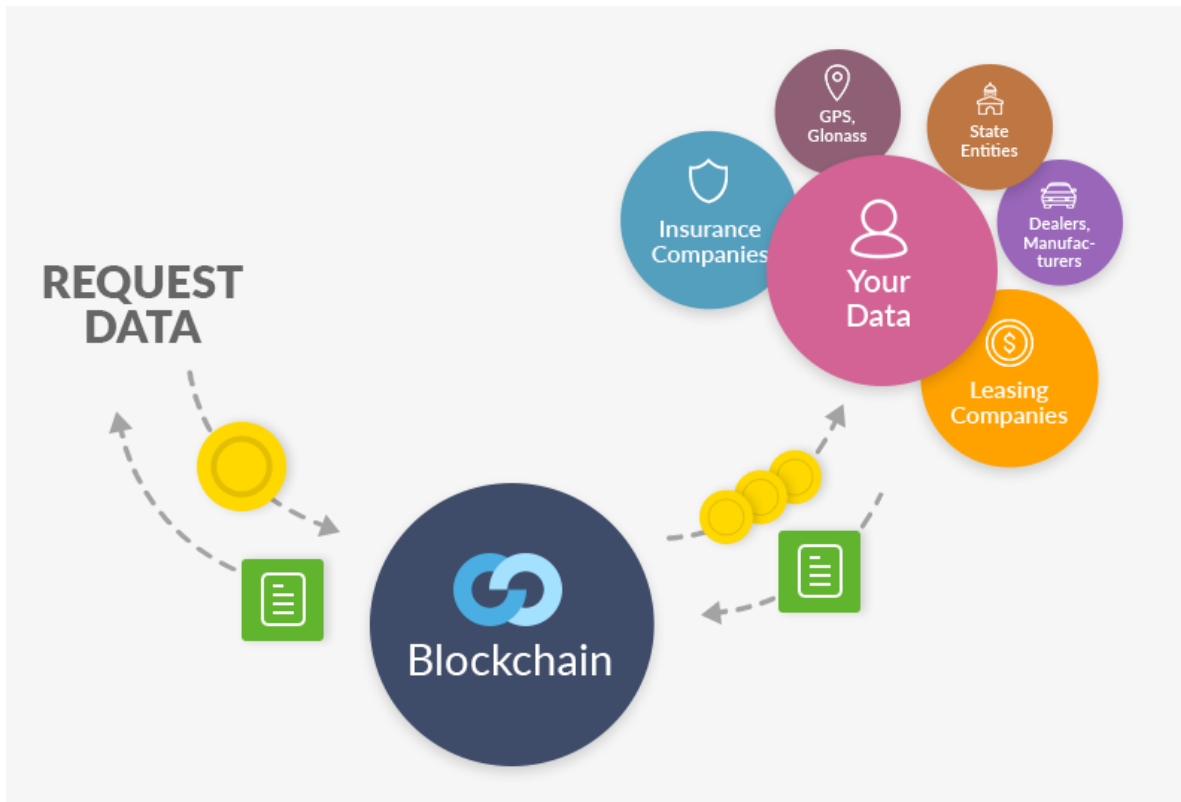 GPS,
Glonass
State
Entities
Insurance
Companies
Dealers,
Manufac-
turers
Your
Data
REQUEST
DATA
Leasing
Companies
Blockchain